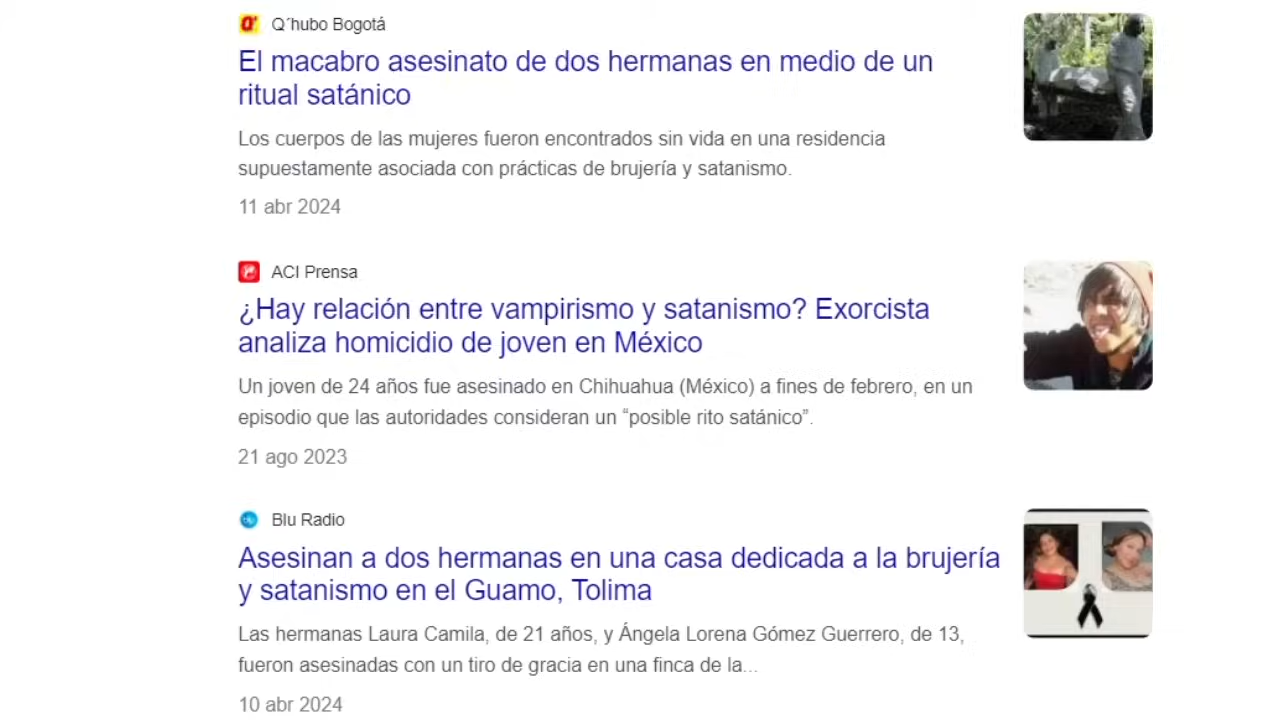 Q´hubo Bogotá
El macabro asesinato de dos hermanas en medio de un
ritual satánico
Los cuerpos de las mujeres fueron encontrados sin vida en una residencia
supuestamente asociada con prácticas de brujería y satanismo.
11 abr 2024
ACI Prensa
¿Hay relación entre vampirismo y satanismo? Exorcista
analiza homicidio de joven en México
Un joven de 24 años fue asesinado en Chihuahua (México) a fines de febrero, en un
episodio que las autoridades consideran un “posible rito satánico”.
21 ago 2023
Blu Radio
Asesinan a dos hermanas en una casa dedicada a la brujería
y satanismo en el Guamo, Tolima
Las hermanas Laura Camila, de 21 años, y Ángela Lorena Gómez Guerrero, de 13,
fueron asesinadas con un tiro de gracia en una finca de la...
10 abr 2024